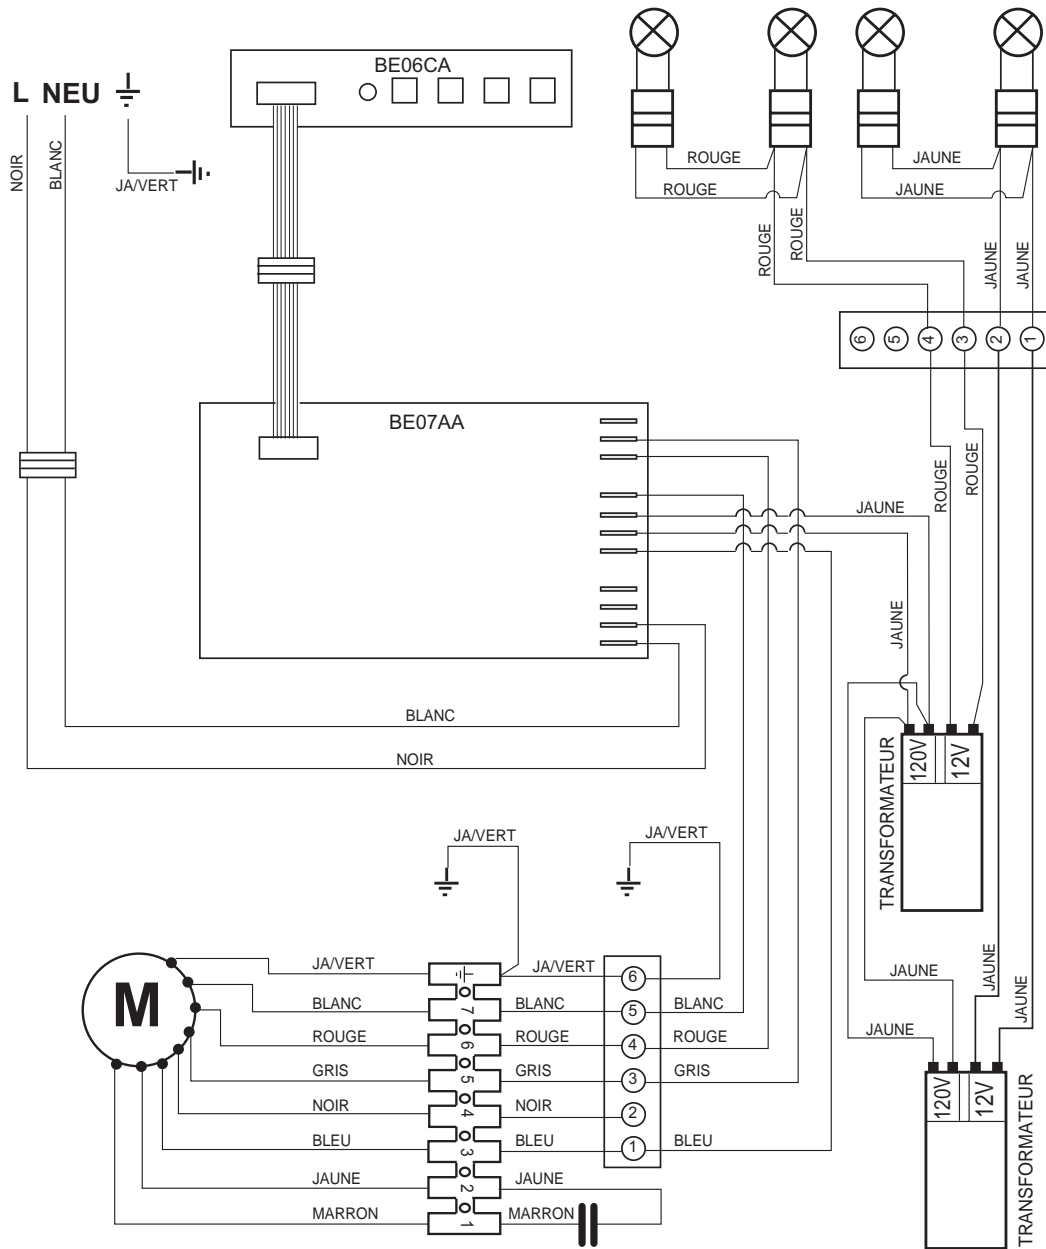 BE06CA
L NEU
NOIR
BLANC
JA/VERT
ROUGE
ROUGE
JAUNE
JAUNE
ROUGE
ROUGE
JAUNE
JAUNE
6 5 4 3 2 1
BE07AA
ROUGE
ROUGE
JAUNE
JAUNE
BLANC
NOIR
TRANSFORMATEUR
120V
12V
JA/VERT
JA/VERT
M
JA/VERT
JA/VERT
6
BLANC
7
BLANC
5
BLANC
ROUGE
6
ROUGE
4
ROUGE
GRIS
5
GRIS
3
GRIS
NOIR
4
NOIR
2
BLEU
3
BLEU
1
BLEU
JAUNE
2
JAUNE
MARRON
1
MARRON
JAUNE
JAUNE
JAUNE
JAUNE
120V
12V
TRANSFORMATEUR